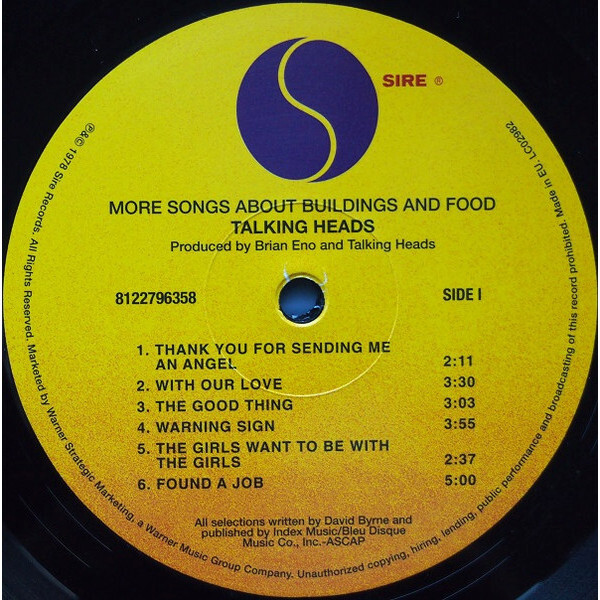 SIRE ®
MORE SONGS ABOUT BUILDINGS AND FOOD
TALKING HEADS
Produced by Brian Eno and Talking Heads
8122796358
SIDE I
1. THANK YOU FOR SENDING ME
AN ANGEL 2:11
2. WITH OUR LOVE 3:30
3. THE GOOD THING 3:03
4. WARNING SIGN 3:55
5. THE GIRLS WANT TO BE WITH
THE GIRLS 2:37
6. FOUND A JOB 5:00
All selections written by David Byrne and
published by Index Music/Bleu Disque
Music Co., Inc.-ASCAP
℗&© 1978 Sire Records. All Rights Reserved. Marketed by Warner Strategic Marketing, a Warner Music Group Company. Unauthorized copying, hiring, lending, public performance and broadcasting of this record prohibited. Made in EU. LC02982